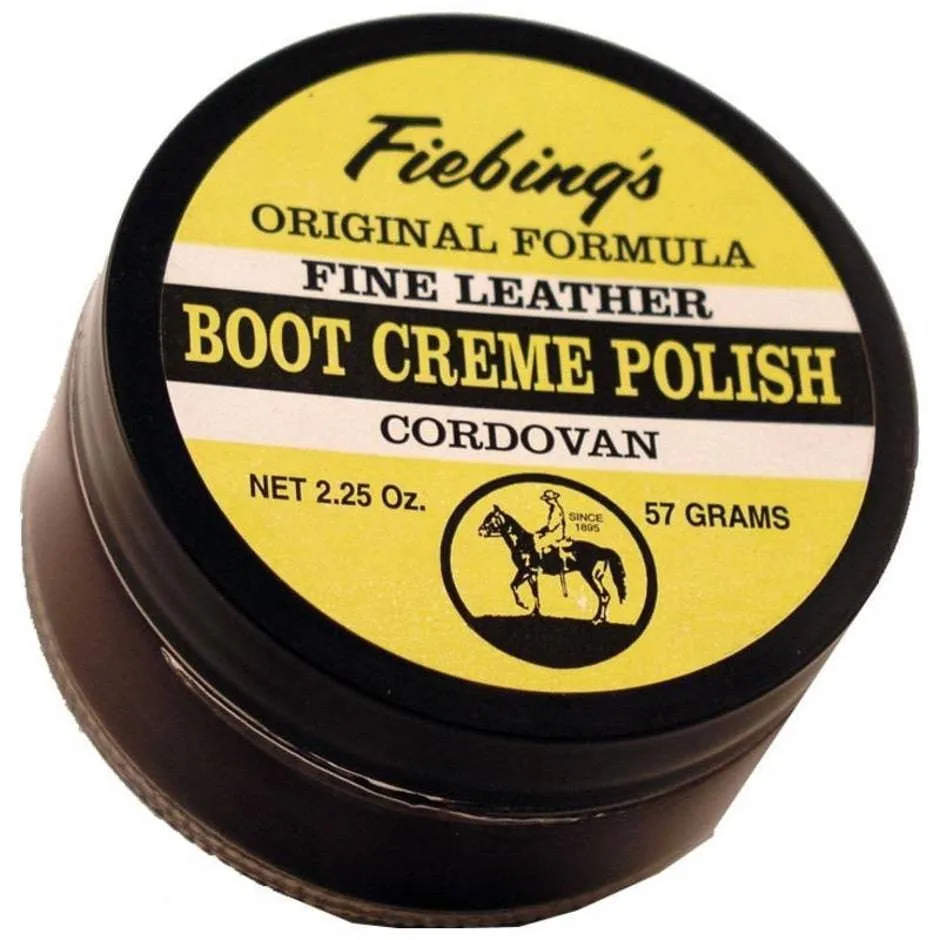 Fiebing's
ORIGINAL FORMULA
FINE LEATHER
BOOT CREME POLISH
CORDOVAN
NET 2.25 Oz.
57 GRAMS
SINCE
1895